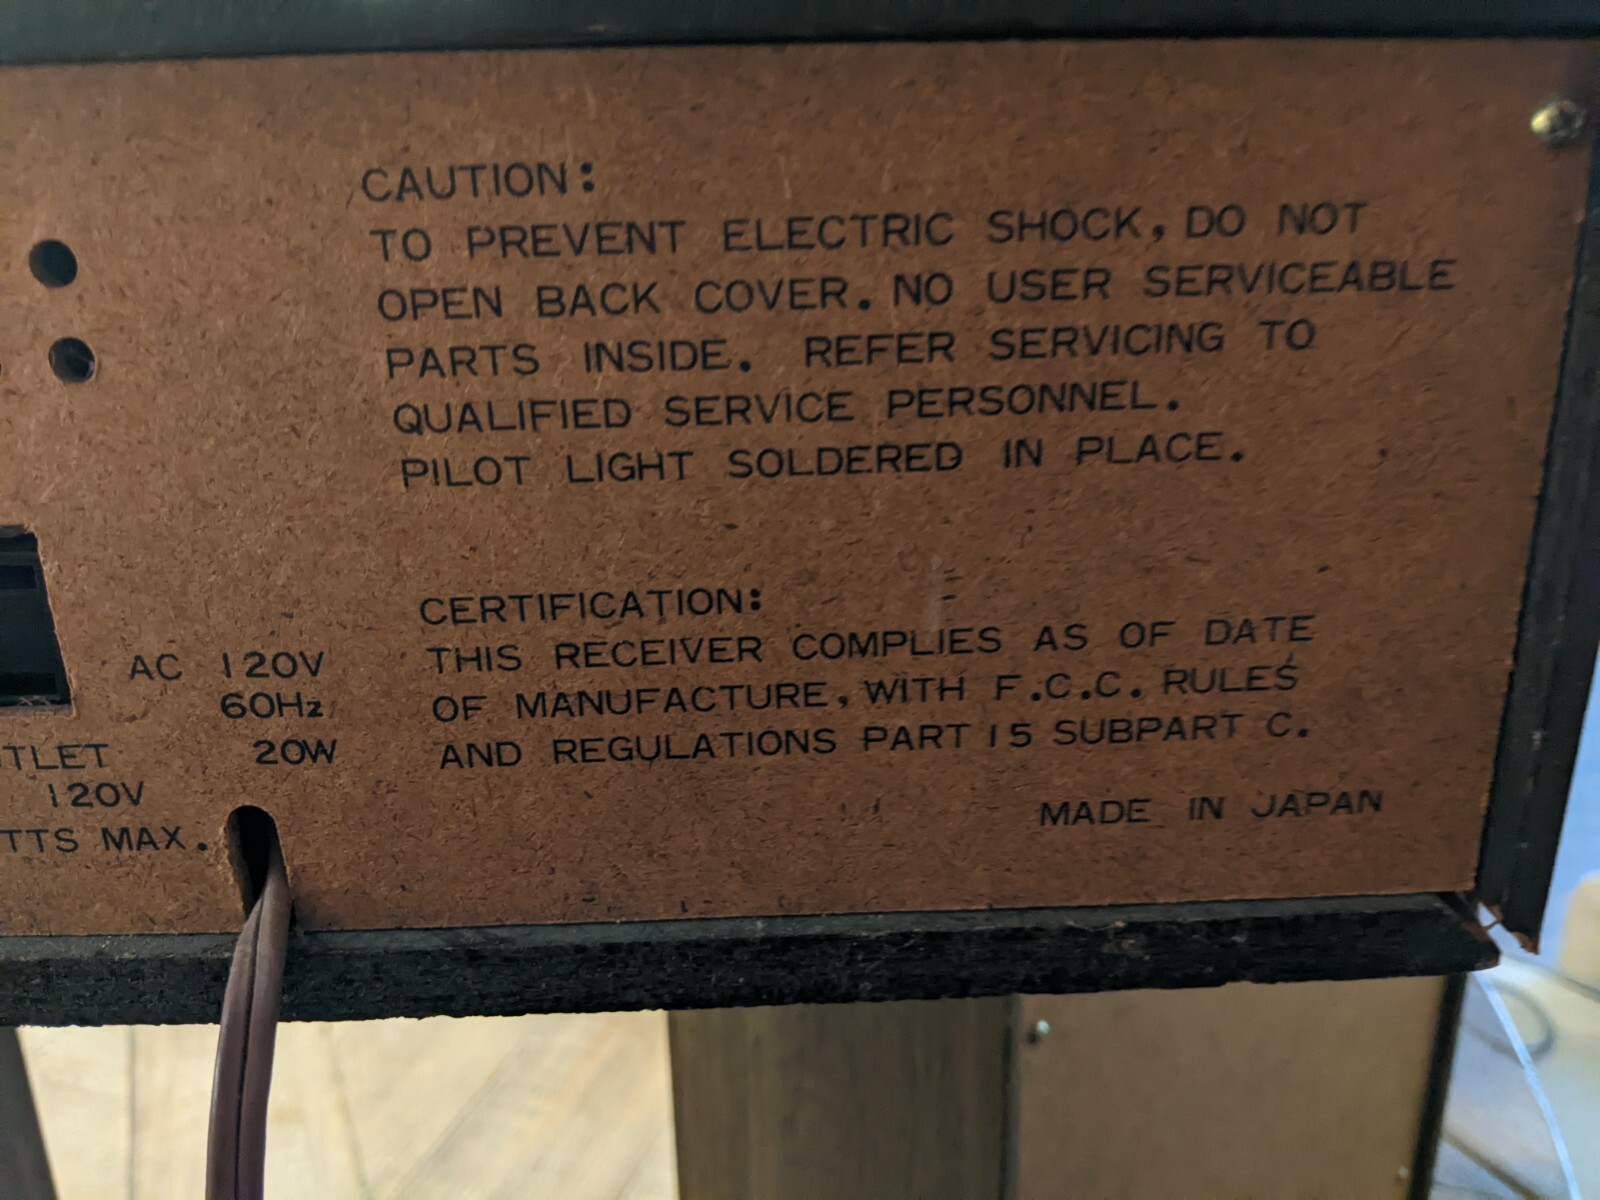 CAUTION:
TO PREVENT ELECTRIC SHOCK, DO NOT
OPEN BACK COVER. NO USER SERVICEABLE
PARTS INSIDE. REFER SERVICING TO
QUALIFIED SERVICE PERSONNEL.
PILOT LIGHT SOLDERED IN PLACE.
CERTIFICATION:
THIS RECEIVER COMPLIES AS OF DATE
OF MANUFACTURE, WITH F.C.C. RULES
AND REGULATIONS PART 15 SUBPART C.
MADE IN JAPAN
AC 120V
60Hz
20W
120V
MAX.